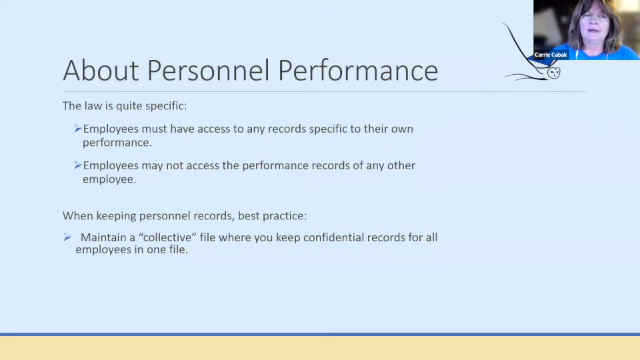 Carrie Cabak
About Personnel Performance
The law is quite specific:
Employees must have access to any records specific to their own
performance.
Employees may not access the performance records of any other
employee.
When keeping personnel records, best practice:
Maintain a “collective” file where you keep confidential records for all
employees in one file.